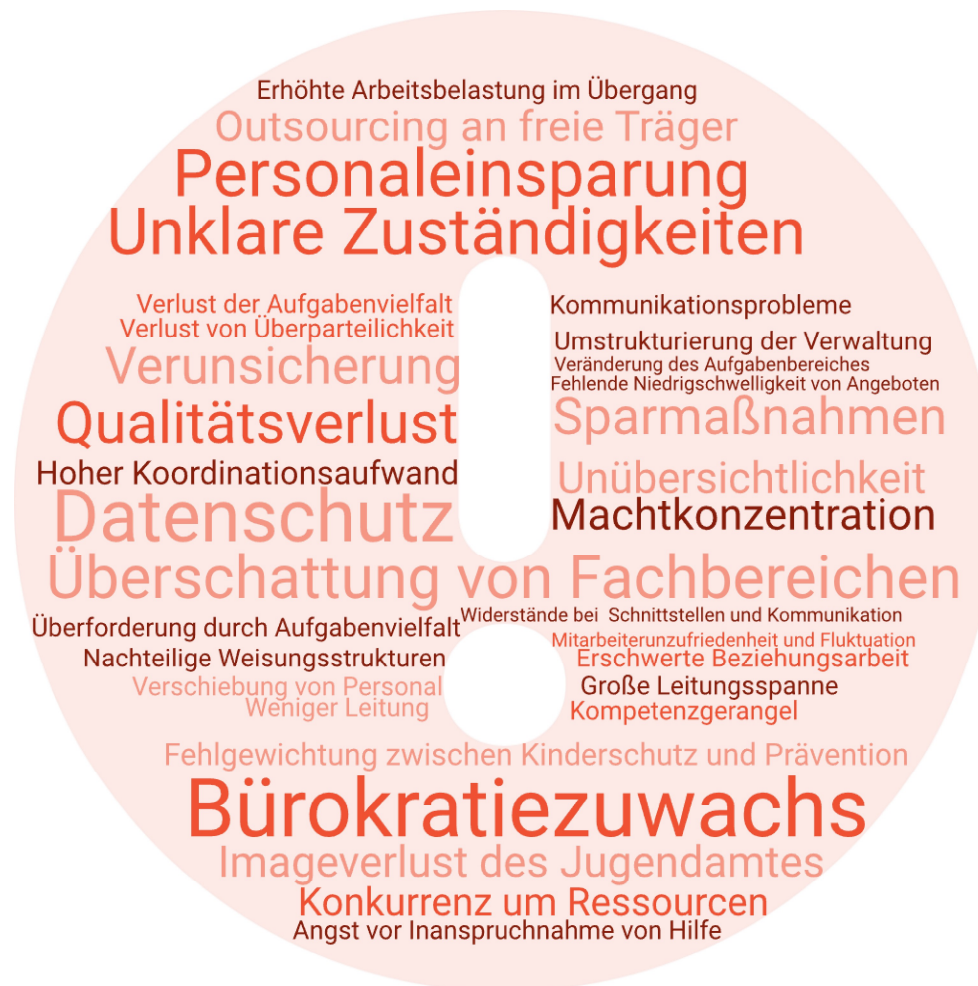 Erhöhte Arbeitsbelastung im Übergang
Outsourcing an freie Träger
Personaleinsparung
Unklare Zuständigkeiten
Verlust der Aufgabenvielfalt
Verlust von Überparteilichkeit
Verunsicherung
Qualitätsverlust
Hoher Koordinationsaufwand
Datenschutz
Kommunikationsprobleme
Umstrukturierung der Verwaltung
Veränderung des Aufgabenbereiches
Fehlende Niedrigschwelligkeit von Angeboten
Sparmaßnahmen
Unübersichtlichkeit
Machtkonzentration
Überschattung von Fachbereichen
Überforderung durch Aufgabenvielfalt
Nachteilige Weisungsstrukturen
Verschiebung von Personal
Weniger Leitung
Widerstände bei Schnittstellen und Kommunikation
Mitarbeiterunzufriedenheit und Fluktuation
Erschwerte Beziehungsarbeit
Große Leitungsspanne
Kompetenzgerangel
Fehlgewichtung zwischen Kinderschutz und Prävention
Bürokratiezuwachs
Imageverlust des Jugendamtes
Konkurrenz um Ressourcen
Angst vor Inanspruchnahme von Hilfe